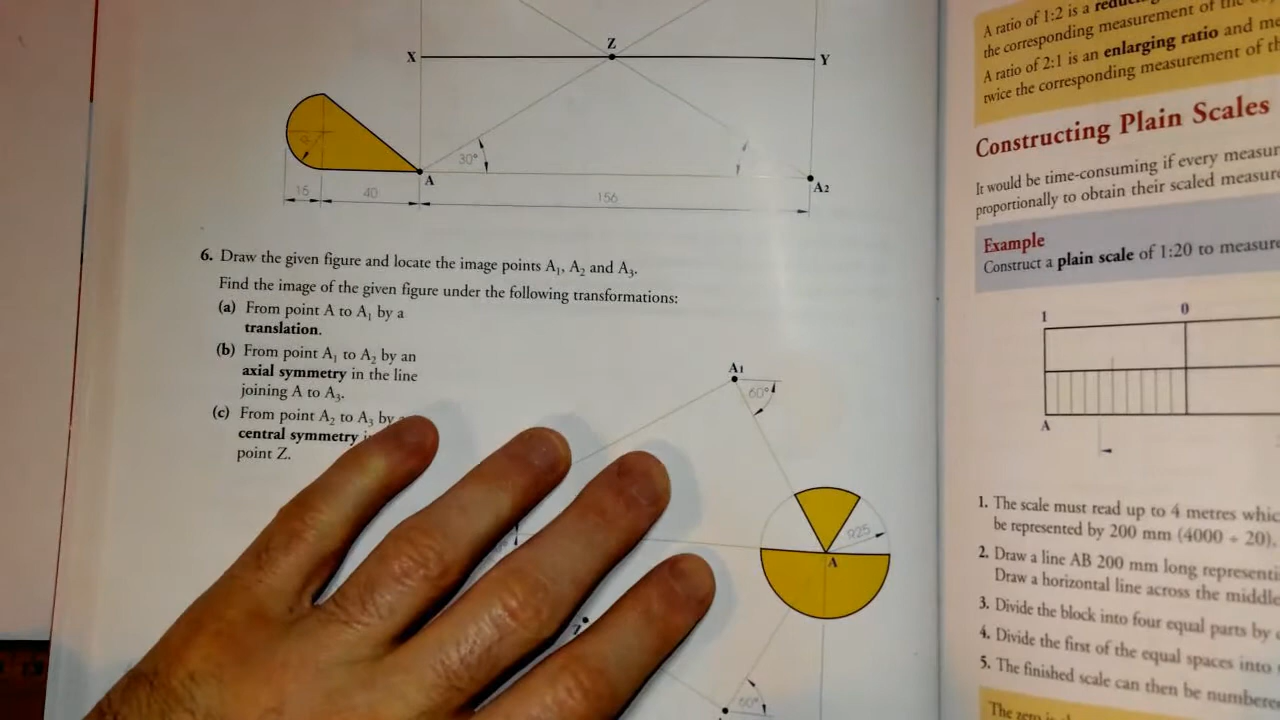 Z
X
Y
30°
A
A2
15
40
156
6. Draw the given figure and locate the image points A₁, A₂ and A₃.
Find the image of the given figure under the following transformations:
(a) From point A to A₁ by a
translation.
(b) From point A₁ to A₂ by an
axial symmetry in the line
joining A to A₃.
(c) From point A₂ to A₃ by
central symmetry
point Z.
A1
60°
R25
A
Z
60°
A ratio of 1:2 is a
the corresponding measurement of
A ratio of 2:1 is an enlarging ratio and
twice the corresponding measurement of
Constructing Plain Scales
It would be time-consuming if every
proportionally to obtain their scaled
Example
Construct a plain scale of 1:20 to
1
0
A
1. The scale must read up to 4 metres
be represented by 200 mm (4000 ÷ 20).
2. Draw a line AB 200 mm long
Draw a horizontal line across the
3. Divide the block into four equal parts by
4. Divide the first of the equal spaces into
5. The finished scale can then be
The